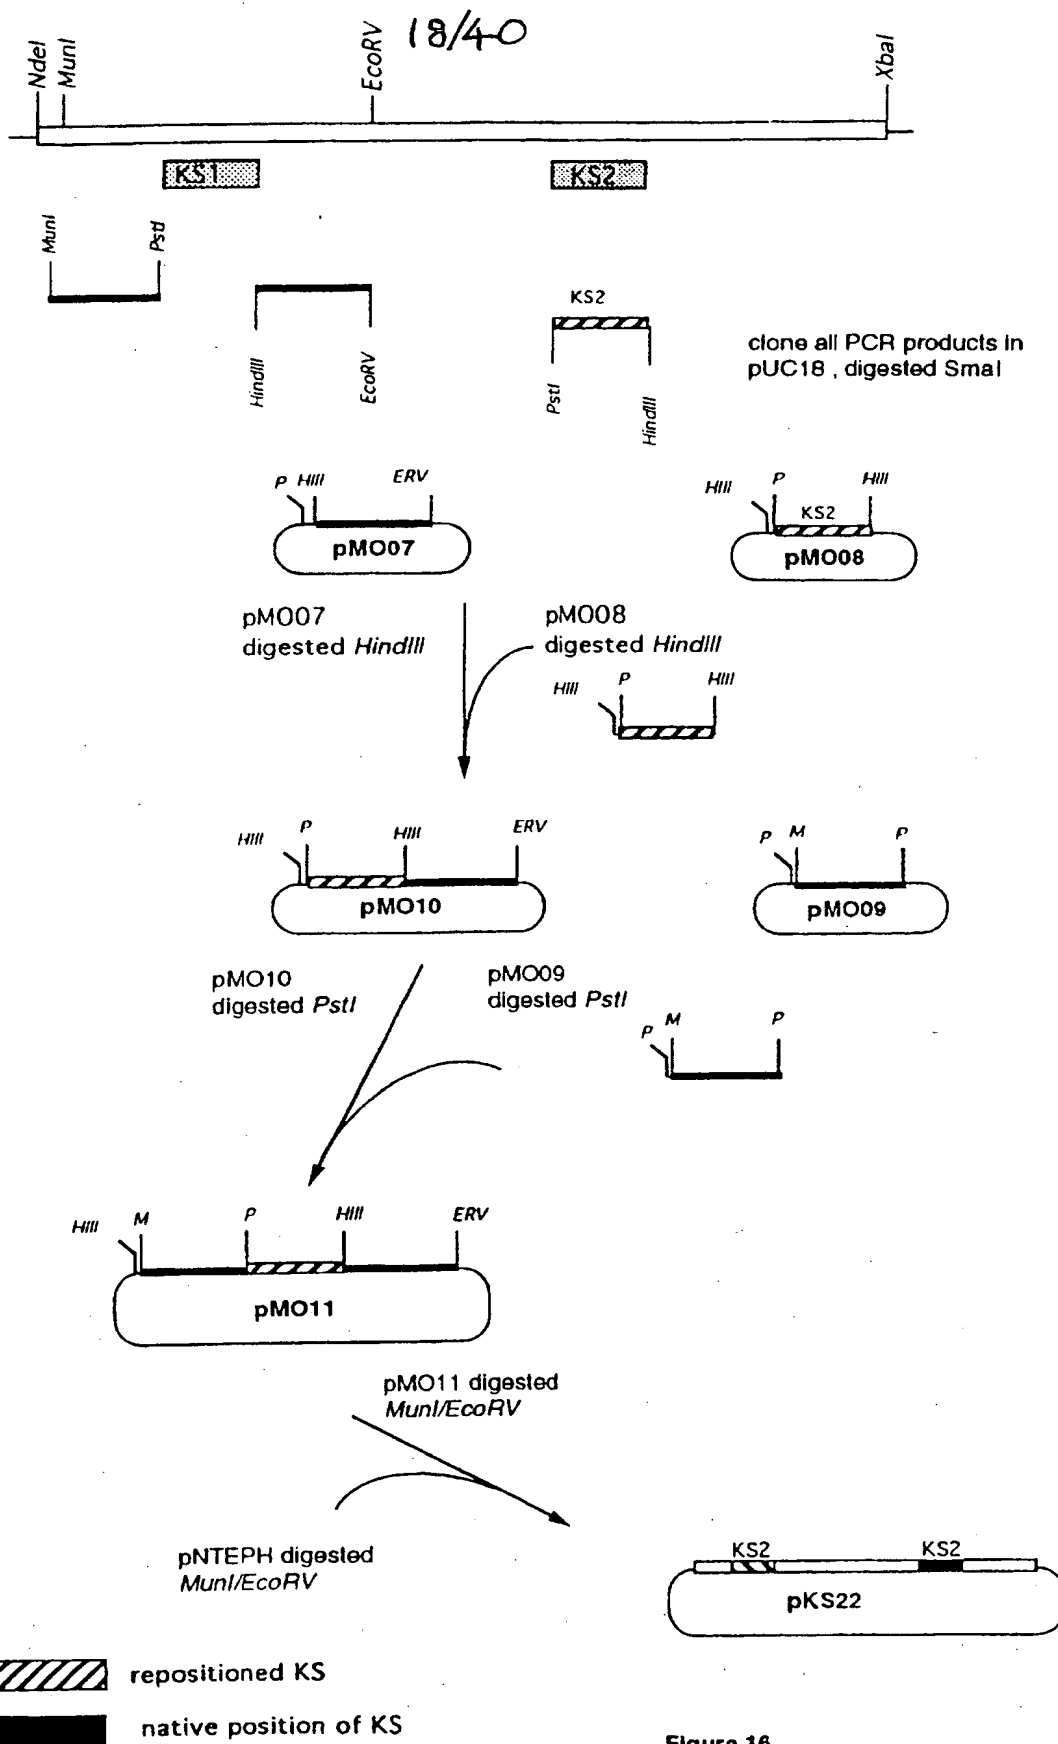 18/40
NdeI
MunI
EcoRV
XbaI
KS1
KS2
MunI
PstI
HindIII
EcoRV
KS2
PstI
HindIII
clone all PCR products in
pUC18 , digested SmaI
P HIII ERV
pMO07
HIII P HIII
KS2
pMO08
pMO07
digested HindIII
pMO08
digested HindIII
HIII P HIII
HIII P HIII ERV
pMO10
P M P
pMO09
pMO10
digested PstI
pMO09
digested PstI
P M P
HIII M P HIII ERV
pMO11
pMO11 digested
MunI/EcoRV
pNTEPH digested
MunI/EcoRV
KS2 KS2
pKS22
repositioned KS
native position of KS
Figure 16